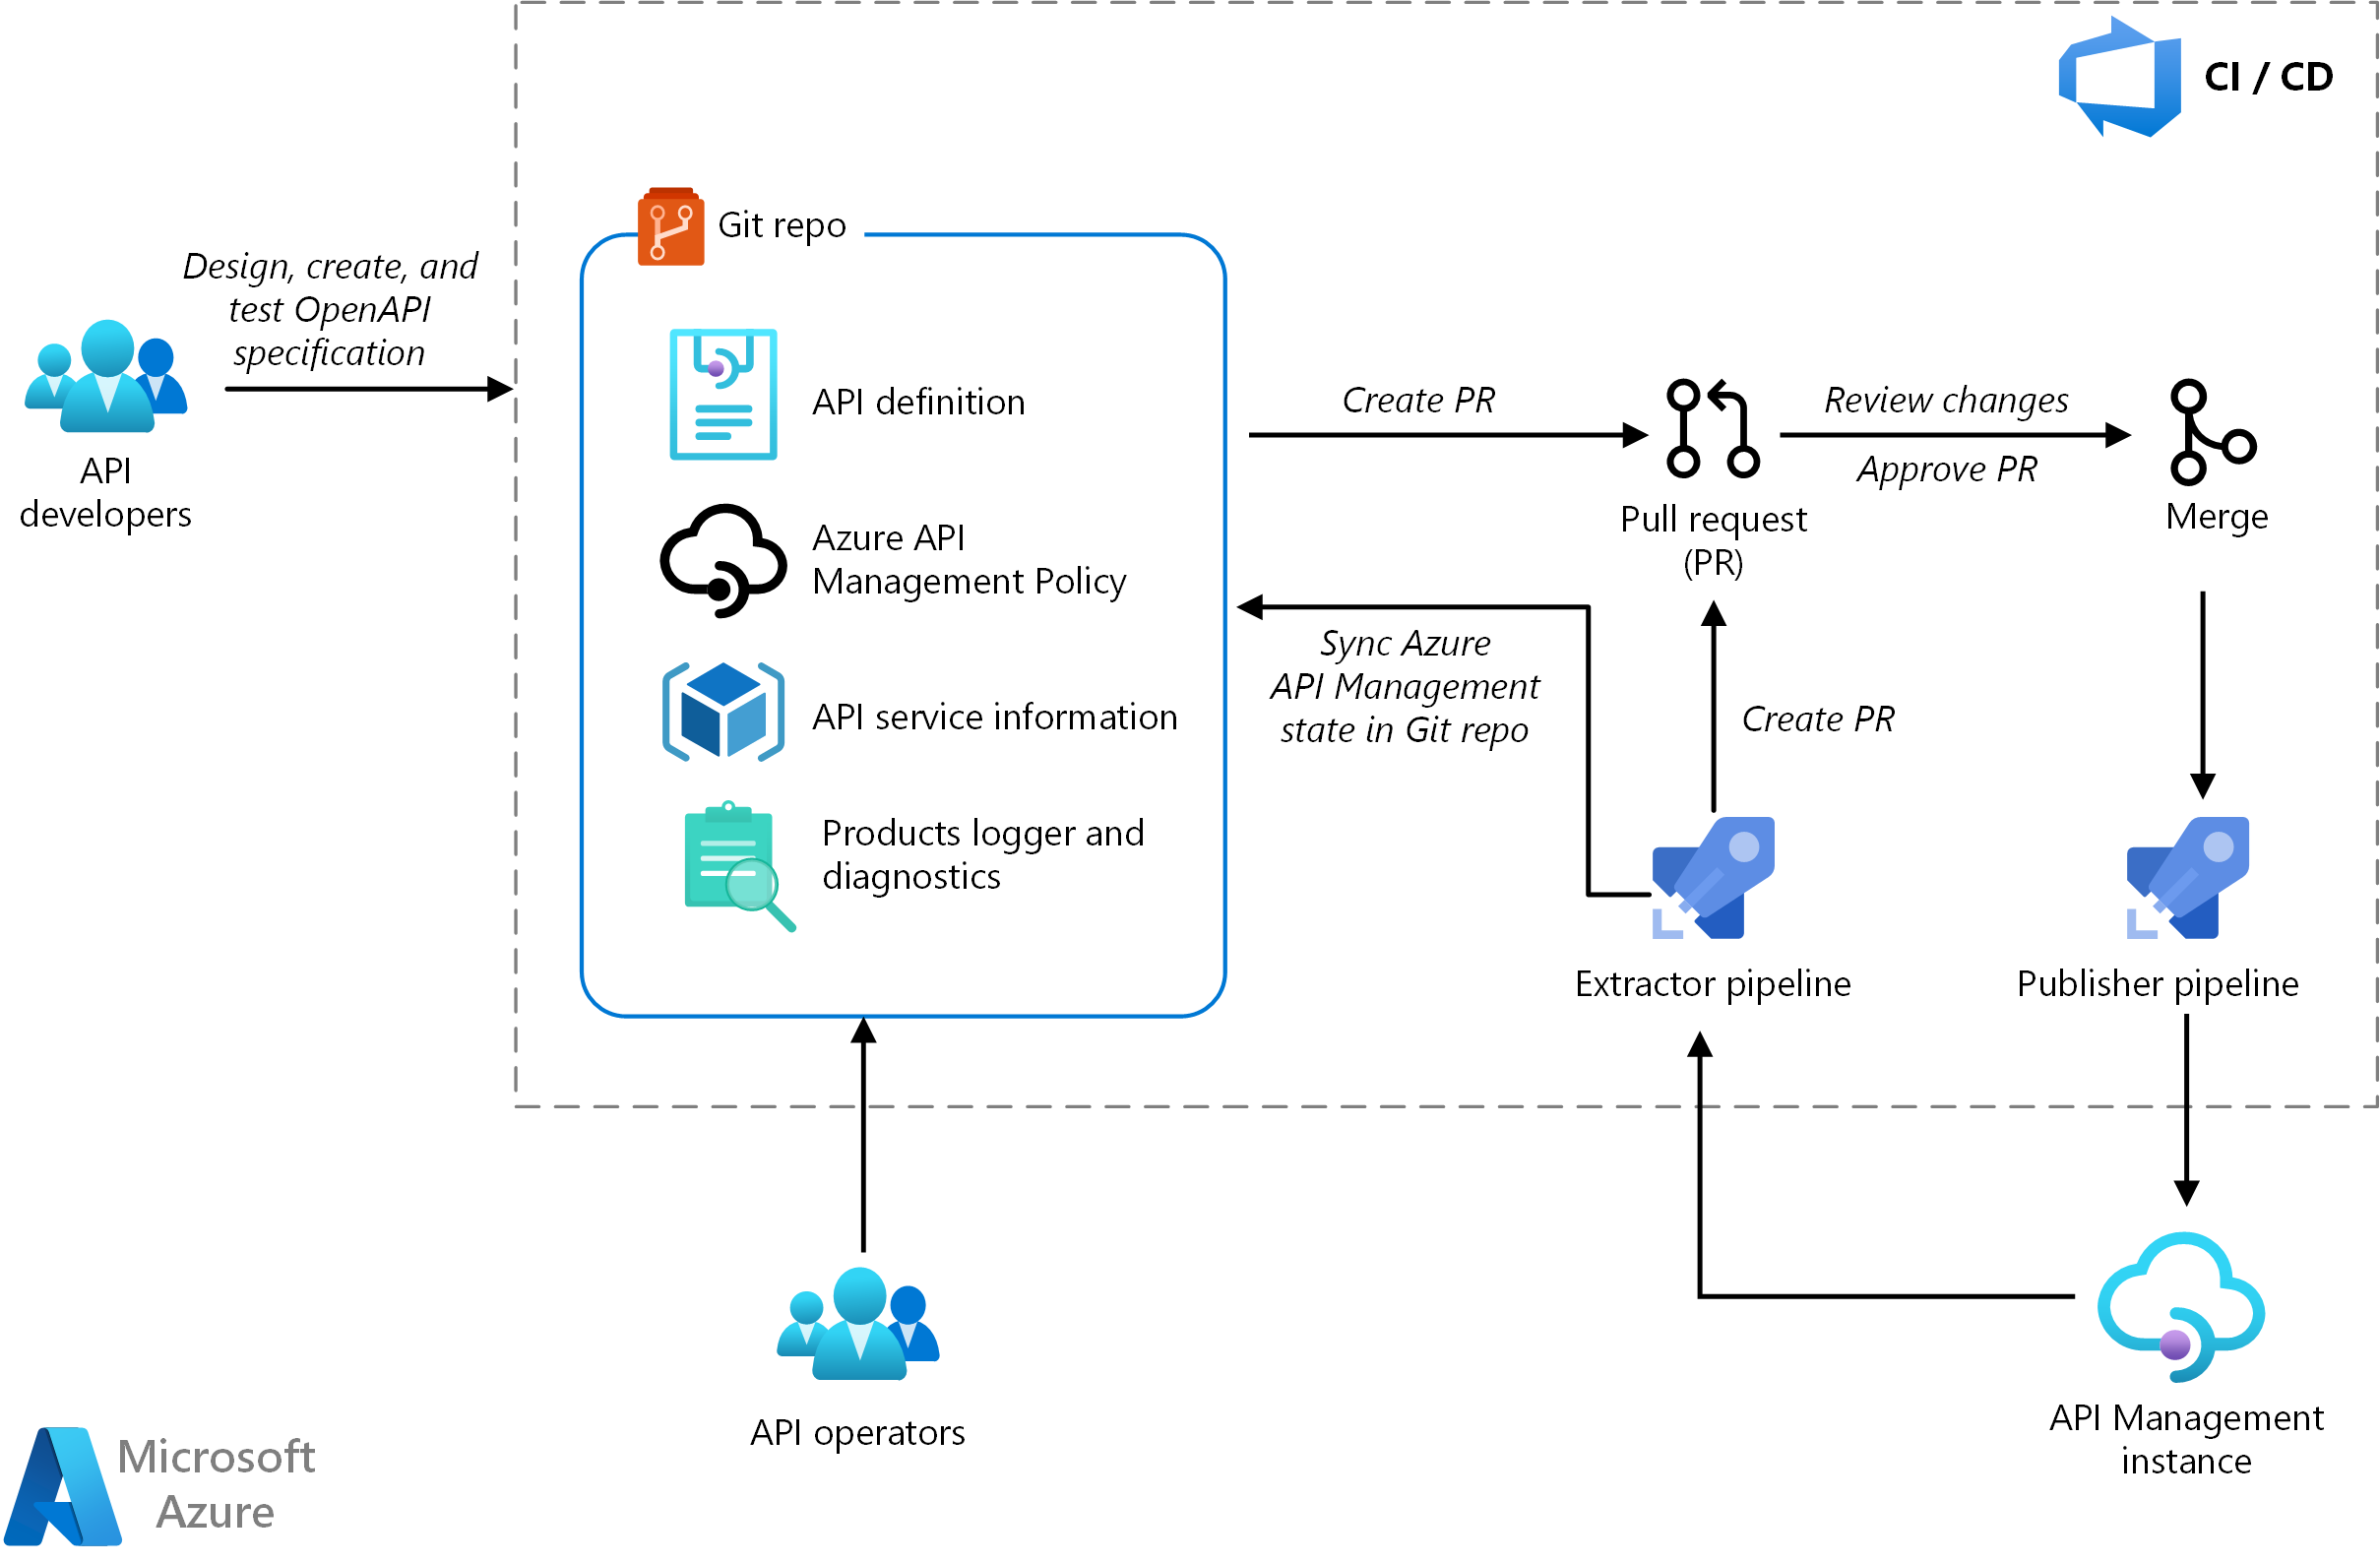 CI / CD
Git repo
Design, create, and
test OpenAPI
specification
API
developers
API definition
Azure API
Management Policy
API service information
Products logger and
diagnostics
Create PR
Pull request
(PR)
Review changes
Approve PR
Merge
Sync Azure
API Management
state in Git repo
Create PR
Extractor pipeline
Publisher pipeline
API operators
API Management
instance
Microsoft
Azure